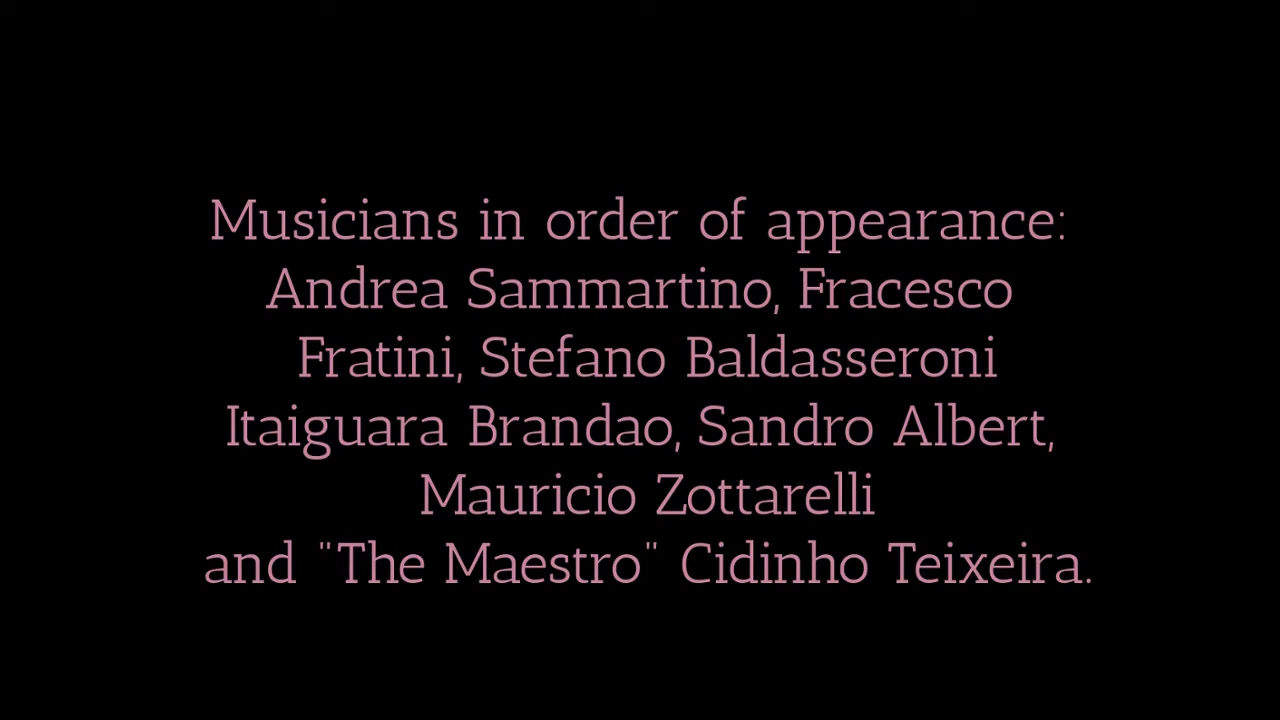 Musicians in order of appearance:
Andrea Sammartino, Fracesco
Fratini, Stefano Baldasseroni
Itaiguara Brandao, Sandro Albert,
Mauricio Zottarelli
and "The Maestro" Cidinho Teixeira.